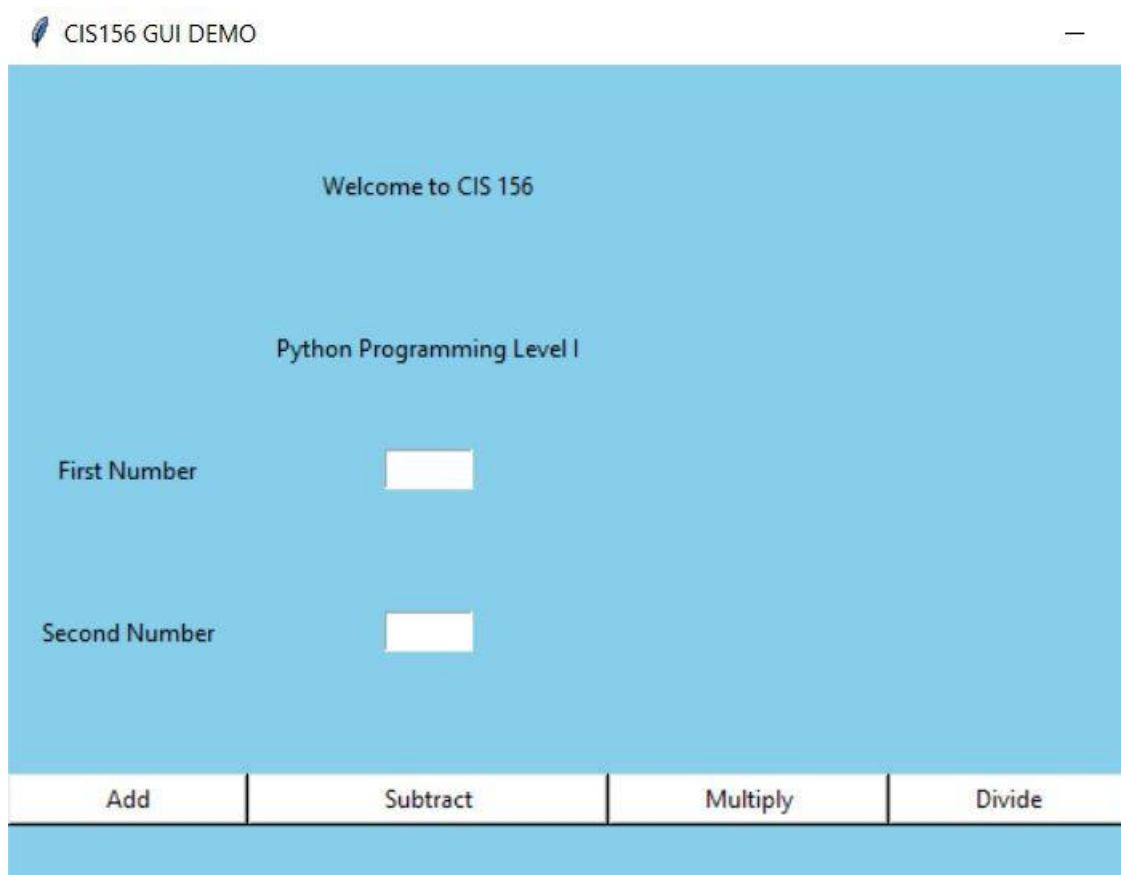 CIS156 GUI DEMO
Welcome to CIS 156
Python Programming Level I
First Number
Second Number
Add Subtract Multiply Divide